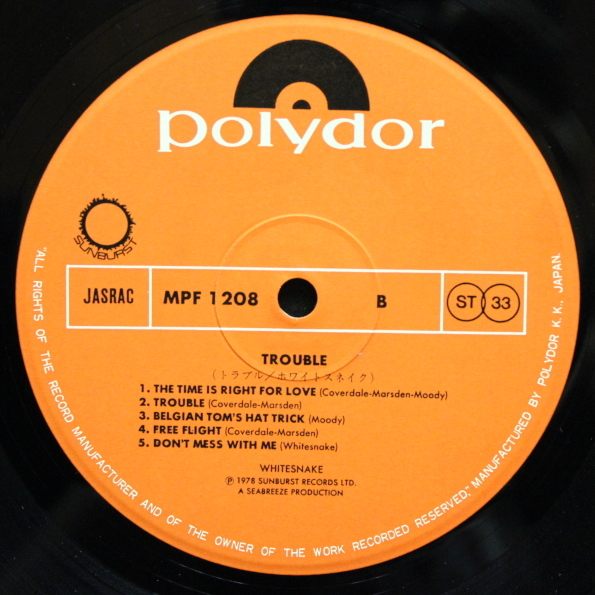 polydor
SUNBURST
JASRAC
MPF 1208
B
ST 33
TROUBLE
(トラブル/ホワイトスネイク)
1. THE TIME IS RIGHT FOR LOVE (Coverdale-Marsden-Moody)
2. TROUBLE (Coverdale-Marsden)
3. BELGIAN TOM'S HAT TRICK (Moody)
4. FREE FLIGHT (Coverdale-Marsden)
5. DON'T MESS WITH ME (Whitesnake)
WHITESNAKE
Ⓟ 1978 SUNBURST RECORDS LTD.
A SEABREEZE PRODUCTION
"ALL RIGHTS OF THE RECORD MANUFACTURER AND OF THE OWNER OF THE WORK RECORDED RESERVED," MANUFACTURED BY POLYDOR K.K., JAPAN.